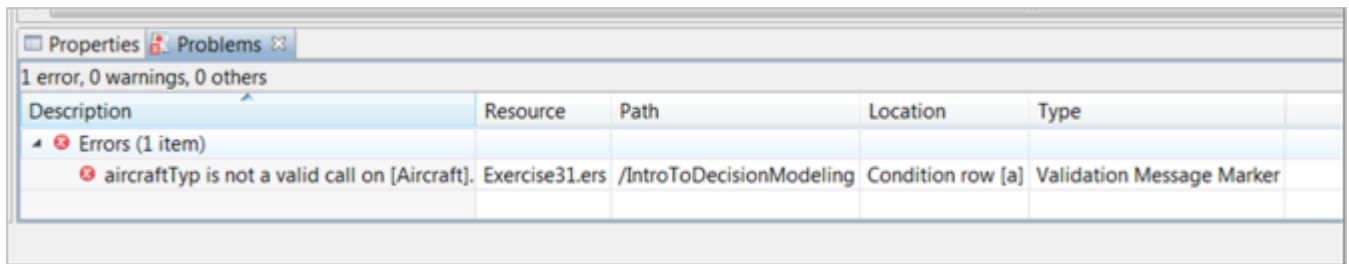 Properties Problems
1 error, 0 warnings, 0 others
Description Resource Path Location Type
Errors (1 item)
aircraftTyp is not a valid call on [Aircraft]. Exercise31.ers /IntroToDecisionModeling Condition row [a] Validation Message Marker